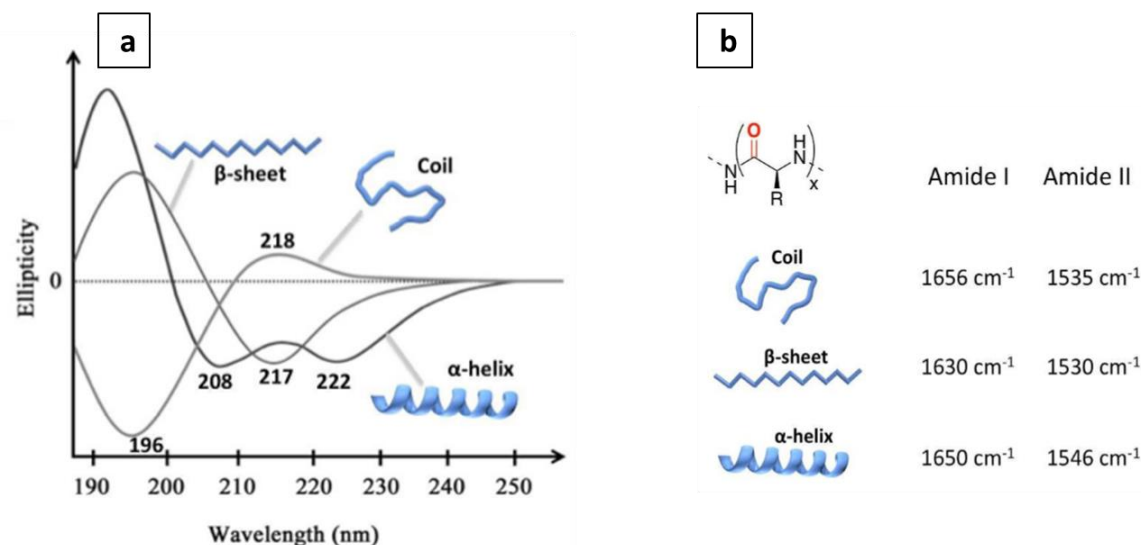 a
β-sheet
Coil
218
Ellipticity
0
208
217
222
α-helix
196
190 200 210 220 230 240 250
Wavelength (nm)
b
O
H
N
N
H
R
x
Amide I Amide II
Coil
1656 cm-1 1535 cm-1
β-sheet
1630 cm-1 1530 cm-1
α-helix
1650 cm-1 1546 cm-1